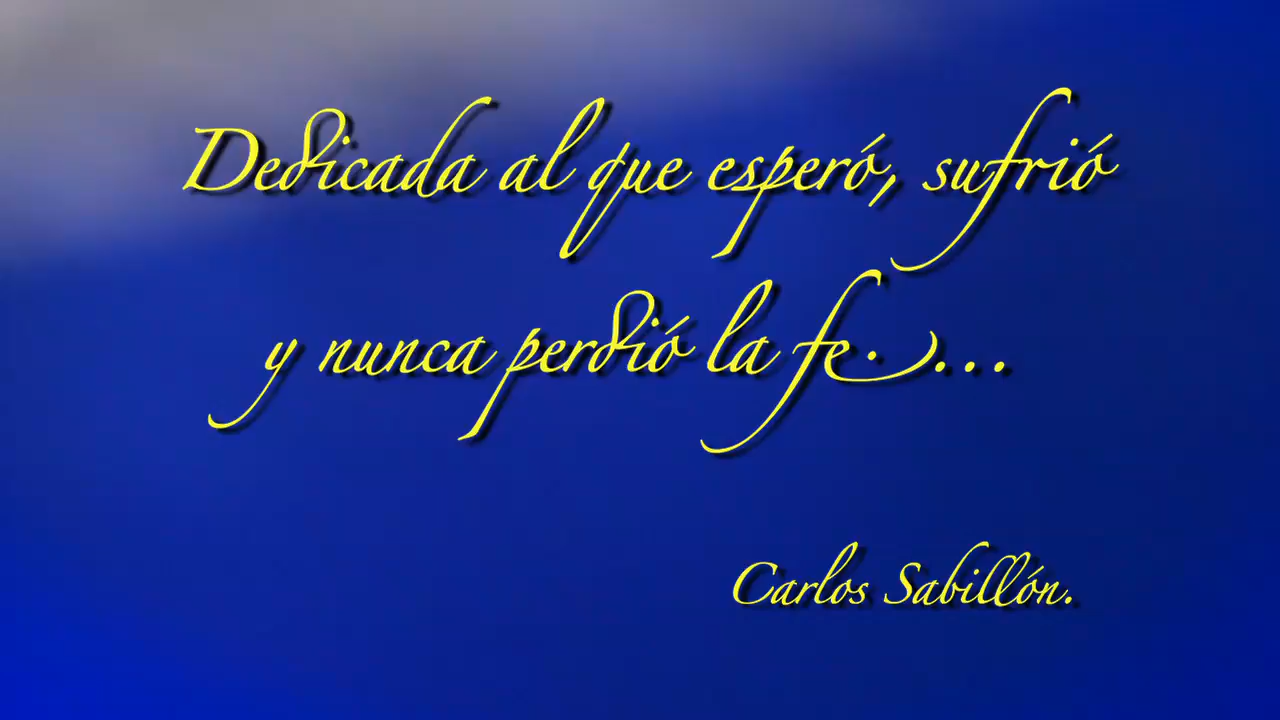 Dedicada al que esperó, sufrió
y nunca perdió la fe....
Carlos Sabillón.